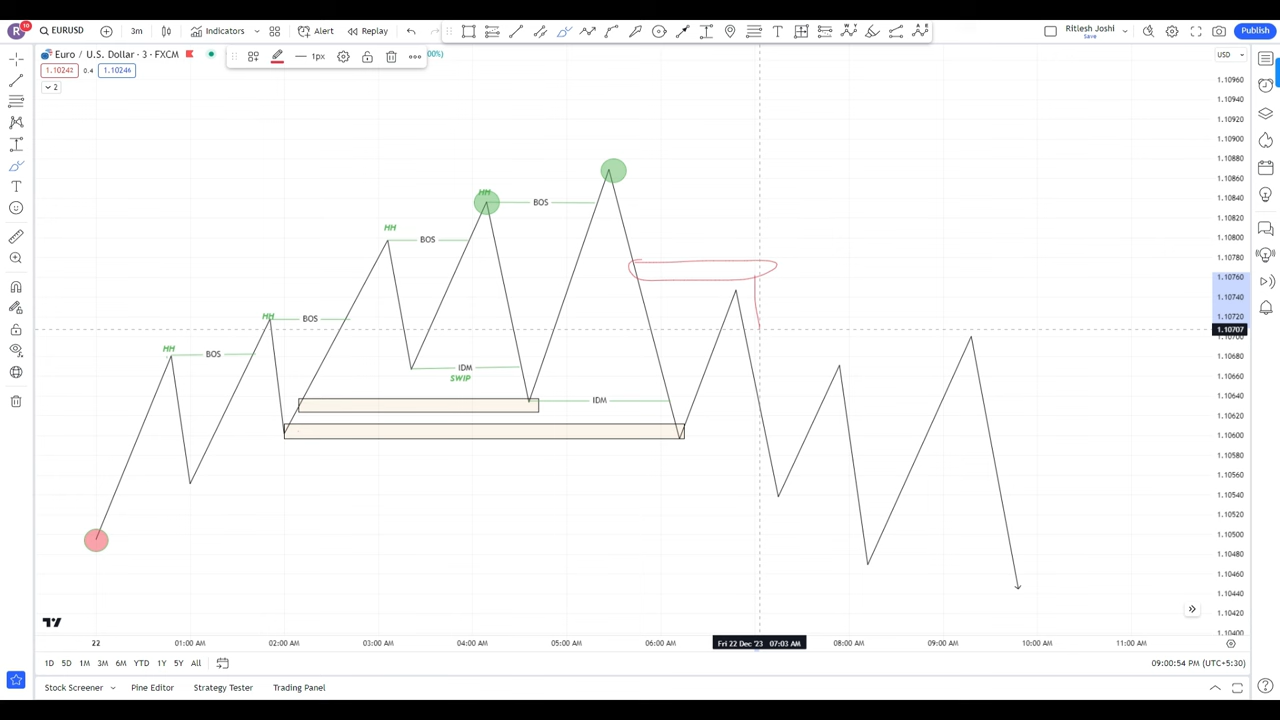 R 10 EURUSD 3m Indicators Alert Replay Ritesh Joshi Save Publish
Euro / U.S. Dollar · 3 · FXCM
1px
00%)
USD
1.10242 0.4 1.10246
2
1.10960
1.10940
1.10920
1.10900
1.10880
1.10860
1.10840
1.10820
1.10800
1.10780
1.10760
1.10740
1.10720
1.10707
1.10700
1.10680
1.10660
1.10640
1.10620
1.10600
1.10580
1.10560
1.10540
1.10520
1.10500
1.10480
1.10460
1.10440
1.10420
1.10400
HH
BOS
HH
BOS
HH
BOS
HH
BOS
IDM
SWIP
IDM
22 01:00 AM 02:00 AM 03:00 AM 04:00 AM 05:00 AM 06:00 AM Fri 22 Dec '23 07:03 AM 08:00 AM 09:00 AM 10:00 AM 11:00 AM
1D 5D 1M 3M 6M YTD 1Y 5Y All 09:00:54 PM (UTC+5:30)
Stock Screener Pine Editor Strategy Tester Trading Panel